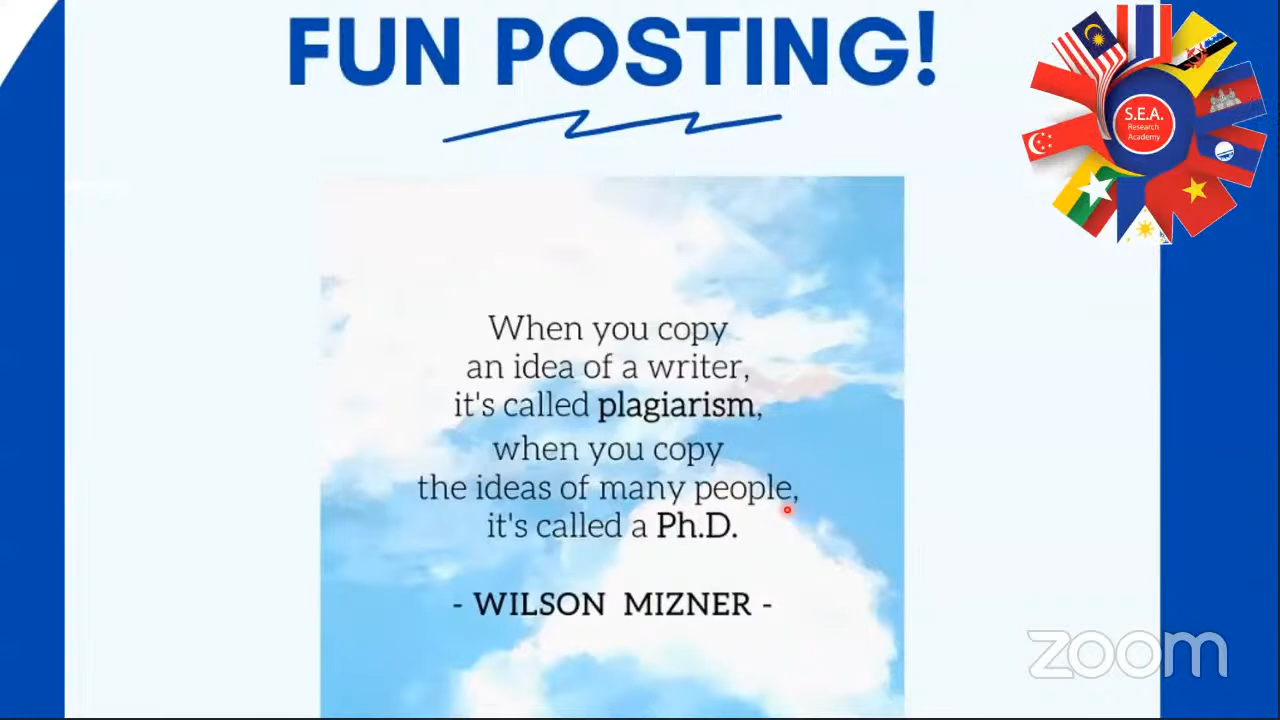 FUN POSTING!
S.E.A.
Research
Academy
When you copy
an idea of a writer,
it's called plagiarism,
when you copy
the ideas of many people,
it's called a Ph.D.
- WILSON MIZNER -
zoom